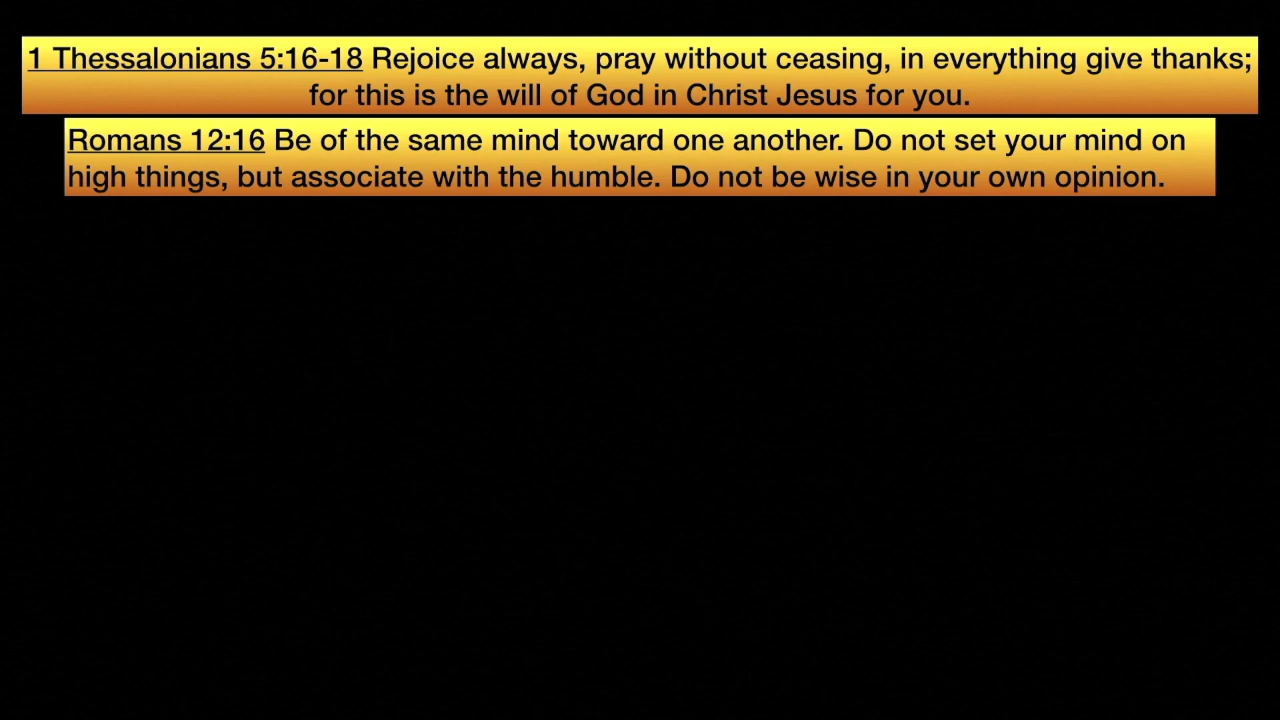 1 Thessalonians 5:16-18 Rejoice always, pray without ceasing, in everything give thanks;
for this is the will of God in Christ Jesus for you.
Romans 12:16 Be of the same mind toward one another. Do not set your mind on
high things, but associate with the humble. Do not be wise in your own opinion.